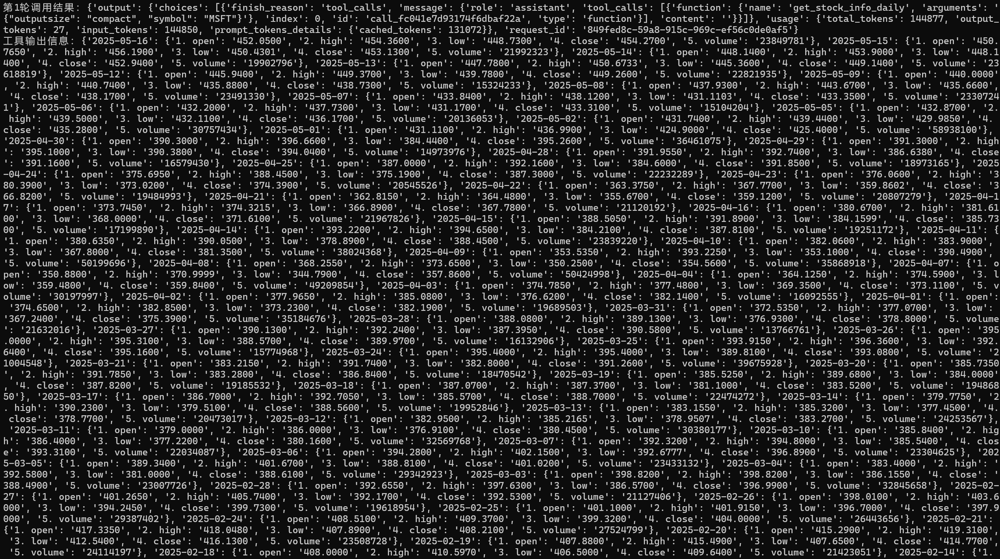 第1轮调用结果: {'output': {'choices': [{'finish_reason': 'tool_calls', 'message': {'role': 'assistant', 'tool_calls': [{'function': {'name': 'get_stock_info_daily', 'arguments': '
{"outputsize": "compact", "symbol": "MSFT"}'}, 'index': 0, 'id': 'call_fc041e7d93174f6dbaf22a', 'type': 'function'}], 'content': ''}}]}, 'usage': {'total_tokens': 144877, 'output_
tokens': 27, 'input_tokens': 144850, 'prompt_tokens_details': {'cached_tokens': 131072}}, 'request_id': '849fed8c-59a8-915c-969c-ef56c0de0af5'}
工具输出信息: {'2025-05-16': {'1. open': '452.0500', '2. high': '454.3600', '3. low': '448.7300', '4. close': '454.2700', '5. volume': '23849781'}, '2025-05-15': {'1. open': '450.
7650', '2. high': '456.1900', '3. low': '450.4301', '4. close': '453.1300', '5. volume': '21992323'}, '2025-05-14': {'1. open': '448.1400', '2. high': '453.9000', '3. low': '448.1
400', '4. close': '452.9400', '5. volume': '19902796'}, '2025-05-13': {'1. open': '447.7800', '2. high': '450.6733', '3. low': '445.3600', '4. close': '449.1400', '5. volume': '23
618819'}, '2025-05-12': {'1. open': '445.9400', '2. high': '449.3700', '3. low': '439.7800', '4. close': '449.2600', '5. volume': '22821935'}, '2025-05-09': {'1. open': '440.0000'
, '2. high': '440.7400', '3. low': '435.8800', '4. close': '438.7300', '5. volume': '15324233'}, '2025-05-08': {'1. open': '437.9300', '2. high': '443.6700', '3. low': '435.6600',
 '4. close': '438.1700', '5. volume': '23491330'}, '2025-05-07': {'1. open': '433.8400', '2. high': '438.1200', '3. low': '431.1103', '4. close': '433.3500', '5. volume': '2330724
1'}, '2025-05-06': {'1. open': '432.2000', '2. high': '437.7300', '3. low': '431.1700', '4. close': '433.3100', '5. volume': '15104204'}, '2025-05-05': {'1. open': '432.8700', '2.
 high': '439.5000', '3. low': '432.1100', '4. close': '436.1700', '5. volume': '20136053'}, '2025-05-02': {'1. open': '431.7400', '2. high': '439.4400', '3. low': '429.9850', '4.
close': '435.2800', '5. volume': '30757434'}, '2025-05-01': {'1. open': '431.1100', '2. high': '436.9900', '3. low': '424.9000', '4. close': '425.4000', '5. volume': '58938100'},
'2025-04-30': {'1. open': '390.3000', '2. high': '396.6600', '3. low': '384.4400', '4. close': '395.2600', '5. volume': '36461075'}, '2025-04-29': {'1. open': '391.3000', '2. high
': '395.1000', '3. low': '390.3800', '4. close': '394.0400', '5. volume': '14973976'}, '2025-04-28': {'1. open': '391.9550', '2. high': '392.7400', '3. low': '386.6380', '4. close
': '391.1600', '5. volume': '16579430'}, '2025-04-25': {'1. open': '387.0000', '2. high': '392.1600', '3. low': '384.6000', '4. close': '391.8500', '5. volume': '18973165'}, '2025
-04-24': {'1. open': '375.6950', '2. high': '388.4500', '3. low': '375.1900', '4. close': '387.3000', '5. volume': '22232289'}, '2025-04-23': {'1. open': '376.0600', '2. high': '3
80.3900', '3. low': '373.0200', '4. close': '374.3900', '5. volume': '20545526'}, '2025-04-22': {'1. open': '363.3750', '2. high': '367.7700', '3. low': '359.8602', '4. close': '3
66.8200', '5. volume': '19484993'}, '2025-04-21': {'1. open': '362.8150', '2. high': '364.4800', '3. low': '355.6700', '4. close': '359.1200', '5. volume': '20807279'}, '2025-04-1
7': {'1. open': '373.7450', '2. high': '374.3215', '3. low': '366.8900', '4. close': '367.7800', '5. volume': '21120192'}, '2025-04-16': {'1. open': '380.6700', '2. high': '381.61
00', '3. low': '368.0000', '4. close': '371.6100', '5. volume': '21967826'}, '2025-04-15': {'1. open': '388.5050', '2. high': '391.8900', '3. low': '384.1599', '4. close': '385.73
00', '5. volume': '17199890'}, '2025-04-14': {'1. open': '393.2200', '2. high': '394.6500', '3. low': '384.2100', '4. close': '387.8100', '5. volume': '19251172'}, '2025-04-11': {
'1. open': '380.6350', '2. high': '390.0500', '3. low': '378.8900', '4. close': '388.4500', '5. volume': '23839220'}, '2025-04-10': {'1. open': '382.0600', '2. high': '383.9000',
'3. low': '367.8000', '4. close': '381.3500', '5. volume': '38024368'}, '2025-04-09': {'1. open': '353.5350', '2. high': '393.2250', '3. low': '353.1000', '4. close': '390.4900',
'5. volume': '50199696'}, '2025-04-08': {'1. open': '368.2550', '2. high': '373.6500', '3. low': '350.2500', '4. close': '354.5600', '5. volume': '35868918'}, '2025-04-07': {'1. o
pen': '350.8800', '2. high': '370.9999', '3. low': '344.7900', '4. close': '357.8600', '5. volume': '50424998'}, '2025-04-04': {'1. open': '364.1250', '2. high': '374.5900', '3. l
ow': '359.4800', '4. close': '359.8400', '5. volume': '49209854'}, '2025-04-03': {'1. open': '374.7850', '2. high': '377.4800', '3. low': '369.3500', '4. close': '373.1100', '5. v
olume': '30197997'}, '2025-04-02': {'1. open': '377.9650', '2. high': '385.0800', '3. low': '376.6200', '4. close': '382.1400', '5. volume': '16092555'}, '2025-04-01': {'1. open':
 '374.6500', '2. high': '382.8500', '3. low': '373.2300', '4. close': '382.1900', '5. volume': '19689503'}, '2025-03-31': {'1. open': '372.5350', '2. high': '377.0700', '3. low':
'367.2400', '4. close': '375.3900', '5. volume': '35184676'}, '2025-03-28': {'1. open': '388.0800', '2. high': '389.1300', '3. low': '376.9300', '4. close': '378.8000', '5. volume
': '21632016'}, '2025-03-27': {'1. open': '390.1300', '2. high': '392.2400', '3. low': '387.3950', '4. close': '390.5800', '5. volume': '13766761'}, '2025-03-26': {'1. open': '395
.0000', '2. high': '395.3100', '3. low': '388.5700', '4. close': '389.9700', '5. volume': '16132906'}, '2025-03-25': {'1. open': '393.9150', '2. high': '396.3600', '3. low': '392.
6400', '4. close': '395.1600', '5. volume': '15774968'}, '2025-03-24': {'1. open': '395.4000', '2. high': '395.4000', '3. low': '389.8100', '4. close': '393.0800', '5. volume': '2
1004548'}, '2025-03-21': {'1. open': '383.2150', '2. high': '391.7400', '3. low': '382.8000', '4. close': '391.2600', '5. volume': '39675928'}, '2025-03-20': {'1. open': '385.7350
', '2. high': '391.7850', '3. low': '383.2800', '4. close': '386.8400', '5. volume': '18470542'}, '2025-03-19': {'1. open': '385.5250', '2. high': '389.6800', '3. low': '384.0000'
, '4. close': '387.8200', '5. volume': '19185532'}, '2025-03-18': {'1. open': '387.0700', '2. high': '387.3700', '3. low': '381.1000', '4. close': '383.5200', '5. volume': '194868
50'}, '2025-03-17': {'1. open': '386.7000', '2. high': '392.7050', '3. low': '385.5700', '4. close': '388.7000', '5. volume': '22474272'}, '2025-03-14': {'1. open': '379.7750', '2
. high': '390.2300', '3. low': '379.5100', '4. close': '388.5600', '5. volume': '19952846'}, '2025-03-13': {'1. open': '383.1550', '2. high': '385.3200', '3. low': '377.4500', '4.
 close': '378.7700', '5. volume': '20473017'}, '2025-03-12': {'1. open': '382.9500', '2. high': '385.2165', '3. low': '378.9507', '4. close': '383.2700', '5. volume': '24253567'},
 '2025-03-11': {'1. open': '379.0000', '2. high': '386.0000', '3. low': '376.9100', '4. close': '380.4500', '5. volume': '30380177'}, '2025-03-10': {'1. open': '385.8400', '2. hig
h': '386.4000', '3. low': '377.2200', '4. close': '380.1600', '5. volume': '32569768'}, '2025-03-07': {'1. open': '392.3200', '2. high': '394.8000', '3. low': '385.5400', '4. clos
e': '393.3100', '5. volume': '22034087'}, '2025-03-06': {'1. open': '394.2800', '2. high': '402.1500', '3. low': '392.6777', '4. close': '396.8900', '5. volume': '23304625'}, '202
5-03-05': {'1. open': '389.3400', '2. high': '401.6700', '3. low': '388.8100', '4. close': '401.0200', '5. volume': '23433132'}, '2025-03-04': {'1. open': '383.4000', '2. high': '
392.5800', '3. low': '381.0000', '4. close': '388.6100', '5. volume': '29342923'}, '2025-03-03': {'1. open': '398.8200', '2. high': '398.8200', '3. low': '386.1550', '4. close': '
388.4900', '5. volume': '23007726'}, '2025-02-28': {'1. open': '392.6550', '2. high': '397.6300', '3. low': '386.5700', '4. close': '396.9900', '5. volume': '32845658'}, '2025-02-
27': {'1. open': '401.2650', '2. high': '405.7400', '3. low': '392.1700', '4. close': '392.5300', '5. volume': '21127406'}, '2025-02-26': {'1. open': '398.0100', '2. high': '403.6
000', '3. low': '394.2450', '4. close': '399.7300', '5. volume': '19618954'}, '2025-02-25': {'1. open': '401.1000', '2. high': '401.9150', '3. low': '396.7000', '4. close': '397.9
000', '5. volume': '29387402'}, '2025-02-24': {'1. open': '408.5100', '2. high': '409.3700', '3. low': '399.3200', '4. close': '404.0000', '5. volume': '26443656'}, '2025-02-21':
{'1. open': '417.3350', '2. high': '418.0480', '3. low': '407.8900', '4. close': '408.2100', '5. volume': '27524799'}, '2025-02-20': {'1. open': '415.2900', '2. high': '419.3100',
 '3. low': '412.5400', '4. close': '416.1300', '5. volume': '23508728'}, '2025-02-19': {'1. open': '407.8800', '2. high': '415.4900', '3. low': '407.6500', '4. close': '414.7700',
 '5. volume': '24114197'}, '2025-02-18': {'1. open': '408.0000', '2. high': '410.5970', '3. low': '406.5000', '4. close': '409.6400', '5. volume': '21423051'}, '2025-02-14': {'1.